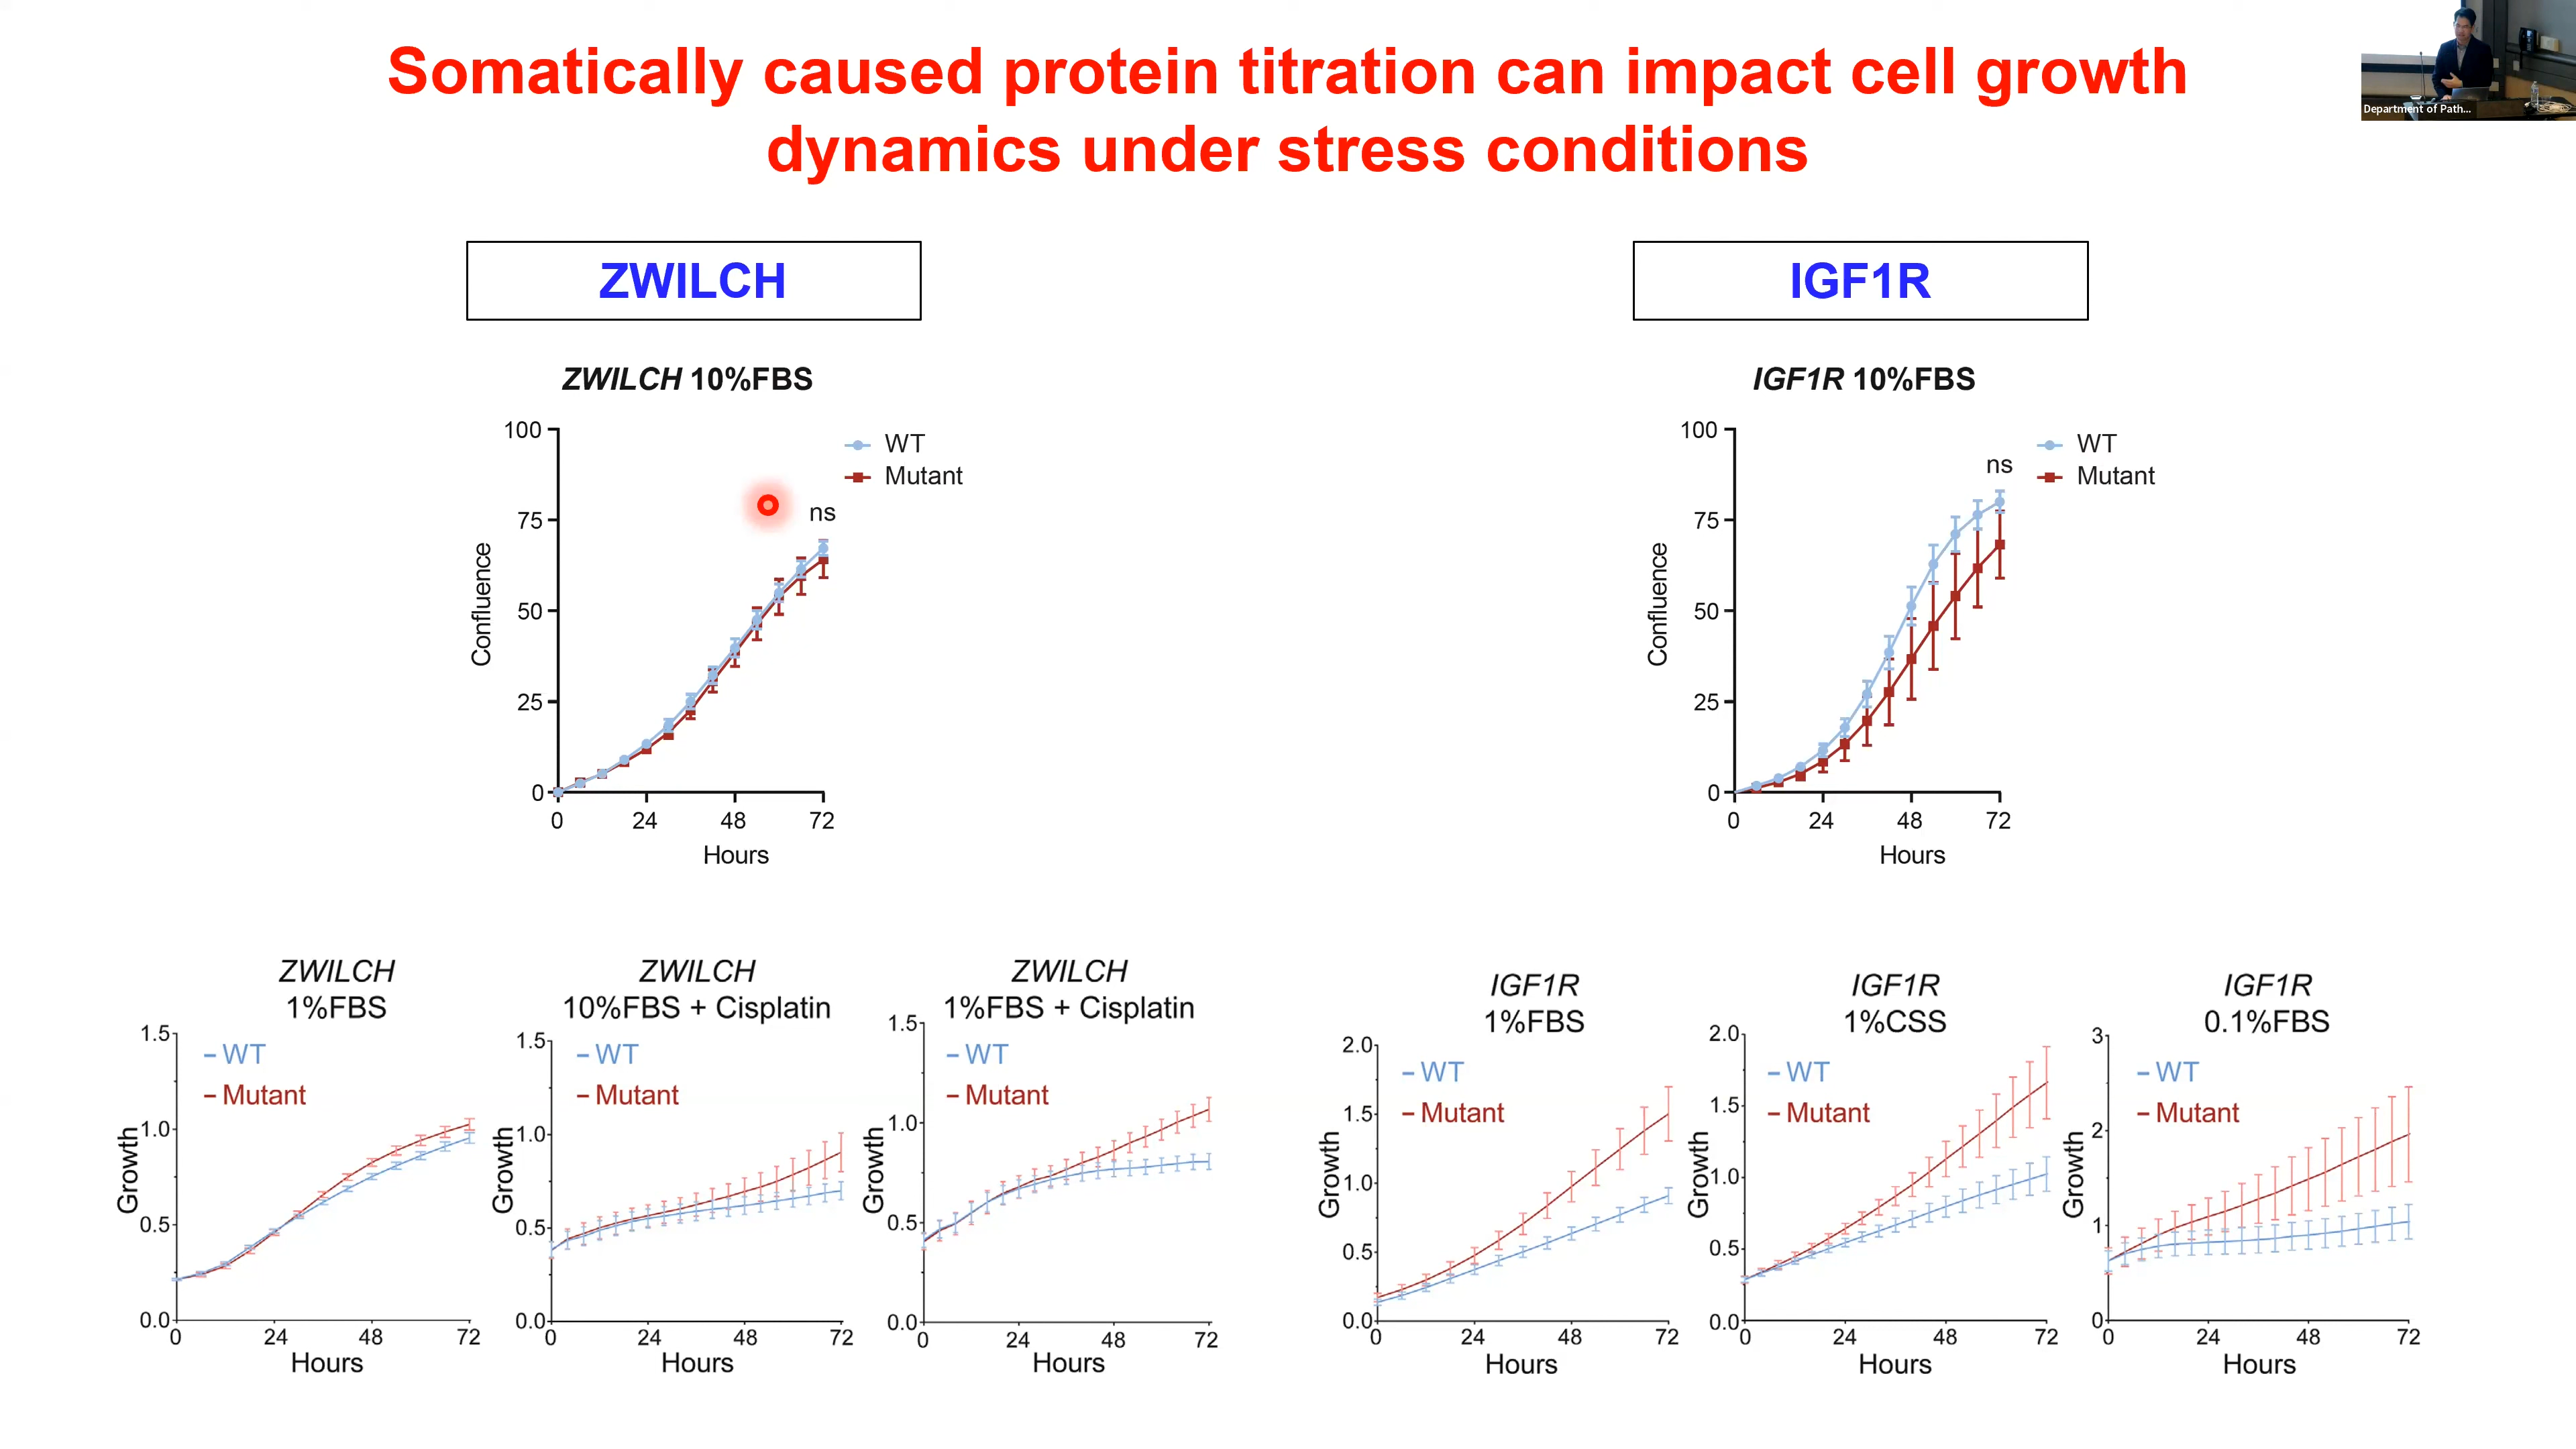 Somatically caused protein titration can impact cell growth
dynamics under stress conditions
Department of Path...
ZWILCH
IGF1R
ZWILCH 10%FBS
100
75
50
25
0
Confluence
0 24 48 72
Hours
WT
Mutant
ns
IGF1R 10%FBS
100
75
50
25
0
Confluence
0 24 48 72
Hours
WT
Mutant
ns
ZWILCH
1%FBS
1.5
1.0
0.5
0.0
Growth
WT
Mutant
0 24 48 72
Hours
ZWILCH
10%FBS + Cisplatin
1.5
1.0
0.5
0.0
Growth
WT
Mutant
0 24 48 72
Hours
ZWILCH
1%FBS + Cisplatin
1.5
1.0
0.5
0.0
Growth
WT
Mutant
0 24 48 72
Hours
IGF1R
1%FBS
2.0
1.5
1.0
0.5
0.0
Growth
WT
Mutant
0 24 48 72
Hours
IGF1R
1%CSS
2.0
1.5
1.0
0.5
0.0
Growth
WT
Mutant
0 24 48 72
Hours
IGF1R
0.1%FBS
3
2
1
0
Growth
WT
Mutant
0 24 48 72
Hours